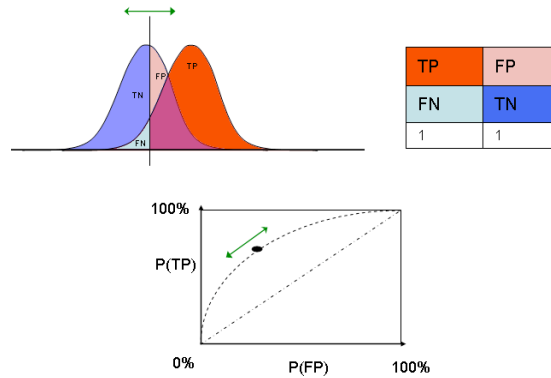 TP
FP
TN
FN
TP FP
FN TN
1 1
100%
P(TP)
0%
P(FP)
100%